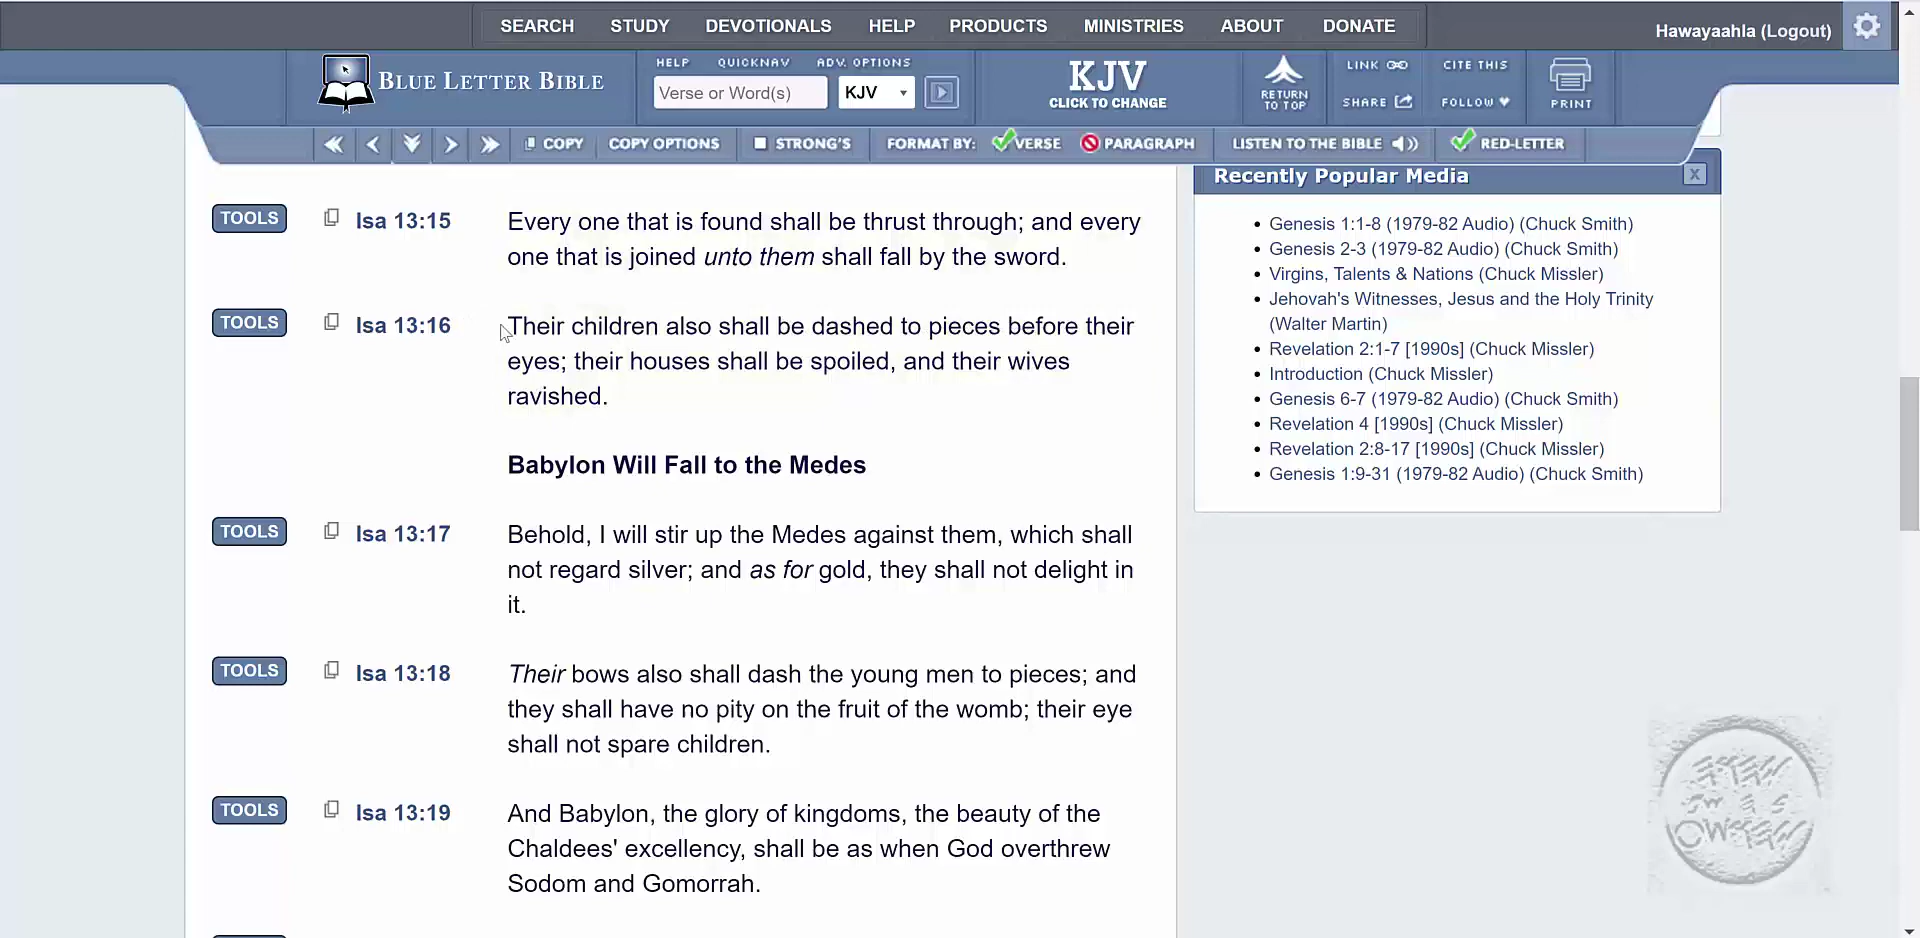 SEARCH STUDY DEVOTIONALS HELP PRODUCTS MINISTRIES ABOUT DONATE
Hawayaahla (Logout)
BLUE LETTER BIBLE
HELP QUICKNAV ADV. OPTIONS
Verse or Word(s) KJV
KJV
CLICK TO CHANGE
RETURN
TO TOP
LINK CITE THIS
SHARE FOLLOW
PRINT
COPY COPY OPTIONS STRONG'S FORMAT BY: VERSE PARAGRAPH LISTEN TO THE BIBLE RED-LETTER
TOOLS Isa 13:15 Every one that is found shall be thrust through; and every
one that is joined unto them shall fall by the sword.
TOOLS Isa 13:16 Their children also shall be dashed to pieces before their
eyes; their houses shall be spoiled, and their wives
ravished.
Babylon Will Fall to the Medes
TOOLS Isa 13:17 Behold, I will stir up the Medes against them, which shall
not regard silver; and as for gold, they shall not delight in
it.
TOOLS Isa 13:18 Their bows also shall dash the young men to pieces; and
they shall have no pity on the fruit of the womb; their eye
shall not spare children.
TOOLS Isa 13:19 And Babylon, the glory of kingdoms, the beauty of the
Chaldees' excellency, shall be as when God overthrew
Sodom and Gomorrah.
Recently Popular Media X
• Genesis 1:1-8 (1979-82 Audio) (Chuck Smith)
• Genesis 2-3 (1979-82 Audio) (Chuck Smith)
• Virgins, Talents & Nations (Chuck Missler)
• Jehovah's Witnesses, Jesus and the Holy Trinity
(Walter Martin)
• Revelation 2:1-7 [1990s] (Chuck Missler)
• Introduction (Chuck Missler)
• Genesis 6-7 (1979-82 Audio) (Chuck Smith)
• Revelation 4 [1990s] (Chuck Missler)
• Revelation 2:8-17 [1990s] (Chuck Missler)
• Genesis 1:9-31 (1979-82 Audio) (Chuck Smith)